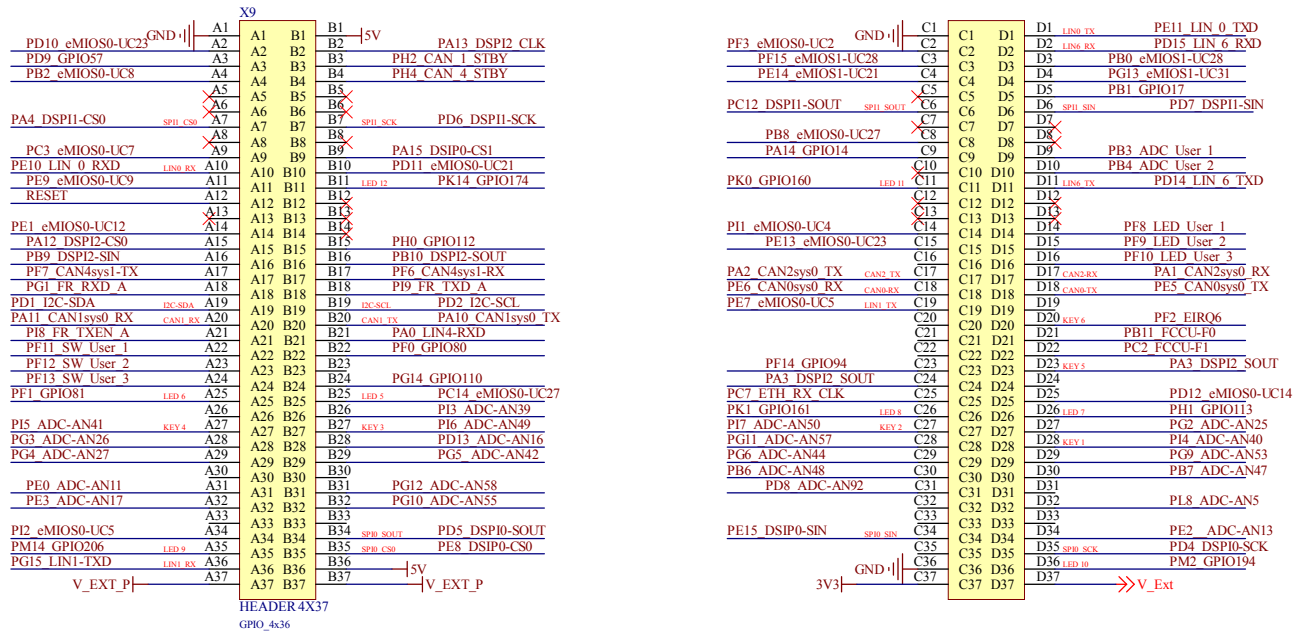 X9
GND A1 A1 B1 B1 5V
PD10_eMIOS0-UC23 A2 A2 B2 B2 PA13_DSPI2_CLK
PD9_GPIO57 A3 A3 B3 B3 PH2_CAN_1_STBY
PB2_eMIOS0-UC8 A4 A4 B4 B4 PH4_CAN_4_STBY
A5 A5 B5 B5
A6 A6 B6 B6
PA4_DSPI1-CS0 SPI1_CS0 A7 A7 B7 B7 SPI1_SCK PD6_DSPI1-SCK
A8 A8 B8 B8
PC3_eMIOS0-UC7 A9 A9 B9 B9 PA15_DSIP0-CS1
PE10_LIN_0_RXD LIN0_RX A10 A10 B10 B10 PD11_eMIOS0-UC21
PE9_eMIOS0-UC9 A11 A11 B11 B11 LED 12 PK14_GPIO174
RESET A12 A12 B12 B12
A13 A13 B13 B13
PE1_eMIOS0-UC12 A14 A14 B14 B14
PA12_DSPI2-CS0 A15 A15 B15 B15 PH0_GPIO112
PB9_DSPI2-SIN A16 A16 B16 B16 PB10_DSPI2-SOUT
PF7_CAN4sys1-TX A17 A17 B17 B17 PF6_CAN4sys1-RX
PG1_FR_RXD_A A18 A18 B18 B18 PI9_FR_TXD_A
PD1_I2C-SDA I2C-SDA A19 A19 B19 B19 I2C-SCL PD2_I2C-SCL
PA11_CAN1sys0_RX CAN1_RX A20 A20 B20 B20 CAN1_TX PA10_CAN1sys0_TX
PI8_FR_TXEN_A A21 A21 B21 B21 PA0_LIN4-RXD
PF11_SW_User_1 A22 A22 B22 B22 PF0_GPIO80
PF12_SW_User_2 A23 A23 B23 B23
PF13_SW_User_3 A24 A24 B24 B24 PG14_GPIO110
PF1_GPIO81 LED 6 A25 A25 B25 B25 LED 5 PC14_eMIOS0-UC27
A26 A26 B26 B26 PI3_ADC-AN39
PI5_ADC-AN41 KEY 4 A27 A27 B27 B27 KEY 3 PI6_ADC-AN49
PG3_ADC-AN26 A28 A28 B28 B28 PD13_ADC-AN16
PG4_ADC-AN27 A29 A29 B29 B29 PG5_ADC-AN42
A30 A30 B30 B30
PE0_ADC-AN11 A31 A31 B31 B31 PG12_ADC-AN58
PE3_ADC-AN17 A32 A32 B32 B32 PG10_ADC-AN55
A33 A33 B33 B33
PI2_eMIOS0-UC5 A34 A34 B34 B34 SPI0_SOUT PD5_DSPI0-SOUT
PM14_GPIO206 LED 9 A35 A35 B35 B35 SPI0_CS0 PE8_DSIP0-CS0
PG15_LIN1-TXD LIN1_RX A36 A36 B36 B36 5V
V_EXT_P A37 A37 B37 B37 V_EXT_P
HEADER 4X37
GPIO_4x36
GND C1 C1 D1 D1 LIN0_TX PE11_LIN_0_TXD
PF3_eMIOS0-UC2 C2 C2 D2 D2 LIN6_RX PD15_LIN_6_RXD
PF15_eMIOS1-UC28 C3 C3 D3 D3 PB0_eMIOS1-UC28
PE14_eMIOS1-UC21 C4 C4 D4 D4 PG13_eMIOS1-UC31
C5 C5 D5 D5 PB1_GPIO17
PC12_DSPI1-SOUT SPI1_SOUT C6 C6 D6 D6 SPI1_SIN PD7_DSPI1-SIN
C7 C7 D7 D7
PB8_eMIOS0-UC27 C8 C8 D8 D8
PA14_GPIO14 C9 C9 D9 D9 PB3_ADC_User_1
C10 C10 D10 D10 PB4_ADC_User_2
PK0_GPIO160 LED 11 C11 C11 D11 D11 LIN6_TX PD14_LIN_6_TXD
C12 C12 D12 D12
C13 C13 D13 D13
PI1_eMIOS0-UC4 C14 C14 D14 D14 PF8_LED_User_1
PE13_eMIOS0-UC23 C15 C15 D15 D15 PF9_LED_User_2
C16 C16 D16 D16 PF10_LED_User_3
PA2_CAN2sys0_TX CAN2_TX C17 C17 D17 D17 CAN2-RX PA1_CAN2sys0_RX
PE6_CAN0sys0_RX CAN0-RX C18 C18 D18 D18 CAN0-TX PE5_CAN0sys0_TX
PE7_eMIOS0-UC5 LIN1_TX C19 C19 D19 D19
C20 C20 D20 D20 KEY 6 PF2_EIRQ6
C21 C21 D21 D21 PB11_FCCU-F0
C22 C22 D22 D22 PC2_FCCU-F1
PF14_GPIO94 C23 C23 D23 D23 KEY 5 PA3_DSPI2_SOUT
PA3_DSPI2_SOUT C24 C24 D24 D24
PC7_ETH_RX_CLK C25 C25 D25 D25 PD12_eMIOS0-UC14
PK1_GPIO161 LED 8 C26 C26 D26 D26 LED 7 PH1_GPIO113
PI7_ADC-AN50 KEY 2 C27 C27 D27 D27 PG2_ADC-AN25
PG11_ADC-AN57 C28 C28 D28 D28 KEY 1 PI4_ADC-AN40
PG6_ADC-AN44 C29 C29 D29 D29 PG9_ADC-AN53
PB6_ADC-AN48 C30 C30 D30 D30 PB7_ADC-AN47
PD8_ADC-AN92 C31 C31 D31 D31
C32 C32 D32 D32 PL8_ADC-AN5
C33 C33 D33 D33
PE15_DSIP0-SIN SPI0_SIN C34 C34 D34 D34 PE2__ADC-AN13
C35 C35 D35 D35 SPI0_SCK PD4_DSPI0-SCK
GND C36 C36 D36 D36 LED 10 PM2_GPIO194
3V3 C37 C37 D37 D37 V_Ext